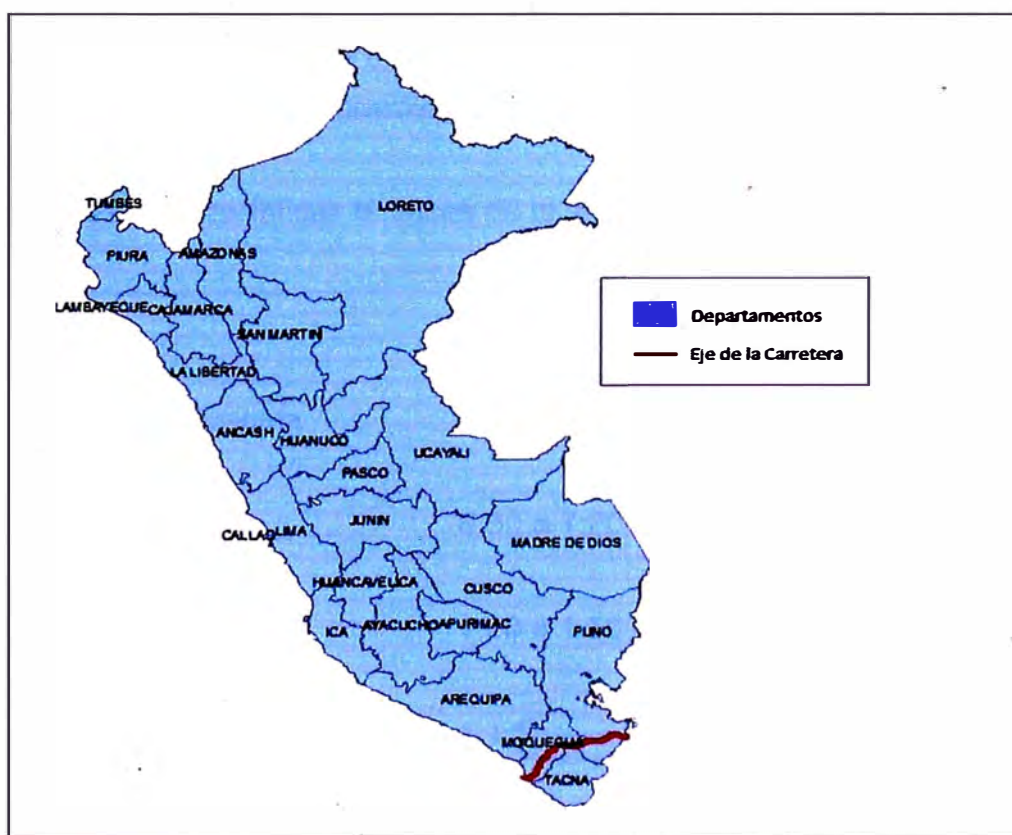 LORETO
TUMBES
PIURA
AMAZONAS
LAMBAYEQUE
CAJAMARCA
SAN MARTIN
Departamentos
Eje de la Carretera
LA LIBERTAD
ANCASH
HUANUCO
UCAYALI
PASCO
JUNIN
CALLAO
LIMA
MADRE DE DIOS
HUANCAVELICA
CUSCO
ICA
AYACUCHO
APURIMAC
PUNO
AREQUIPA
MOQUEGUA
TACNA